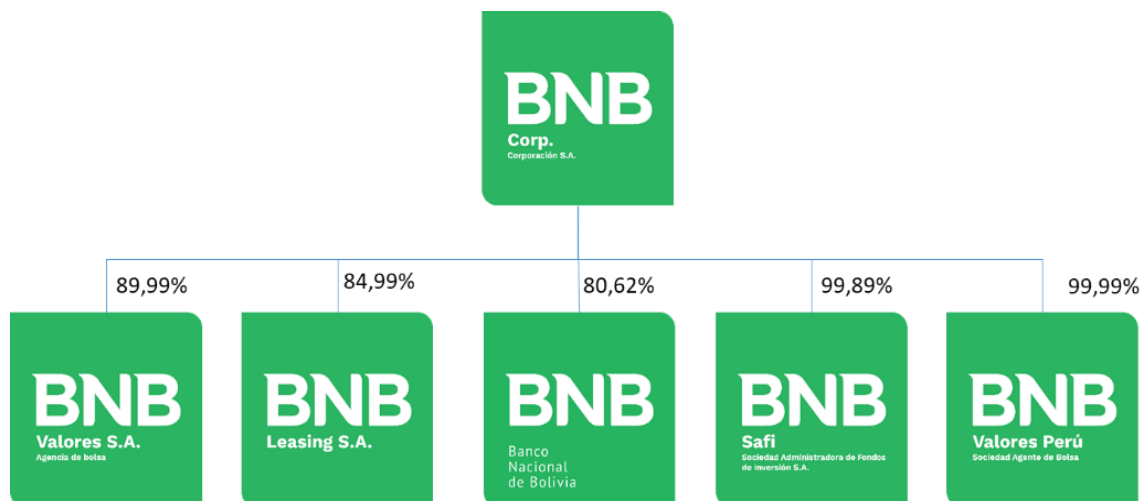 BNB
Corp.
Corporación S.A.
89,99%
84,99%
80,62%
99,89%
99,99%
BNB
Valores S.A.
Agencia de bolsa
BNB
Leasing S.A.
BNB
Banco
Nacional
de Bolivia
BNB
Safi
Sociedad Administradora de Fondos
de Inversión S.A.
BNB
Valores Perú
Sociedad Agente de Bolsa